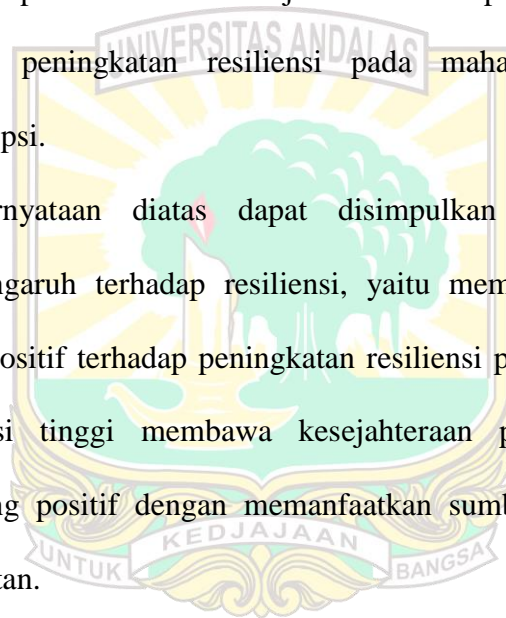 UNIVERSITAS ANDALAS
peningkatan resiliensi pada maha
psi.
rnyataan diatas dapat disimpulkan
ngaruh terhadap resiliensi, yaitu mem
ositif terhadap peningkatan resiliensi p
si tinggi membawa kesejahteraan p
ng positif dengan memanfaatkan sumb
tan.
UNTUK KEDJAJAAN BANGSA